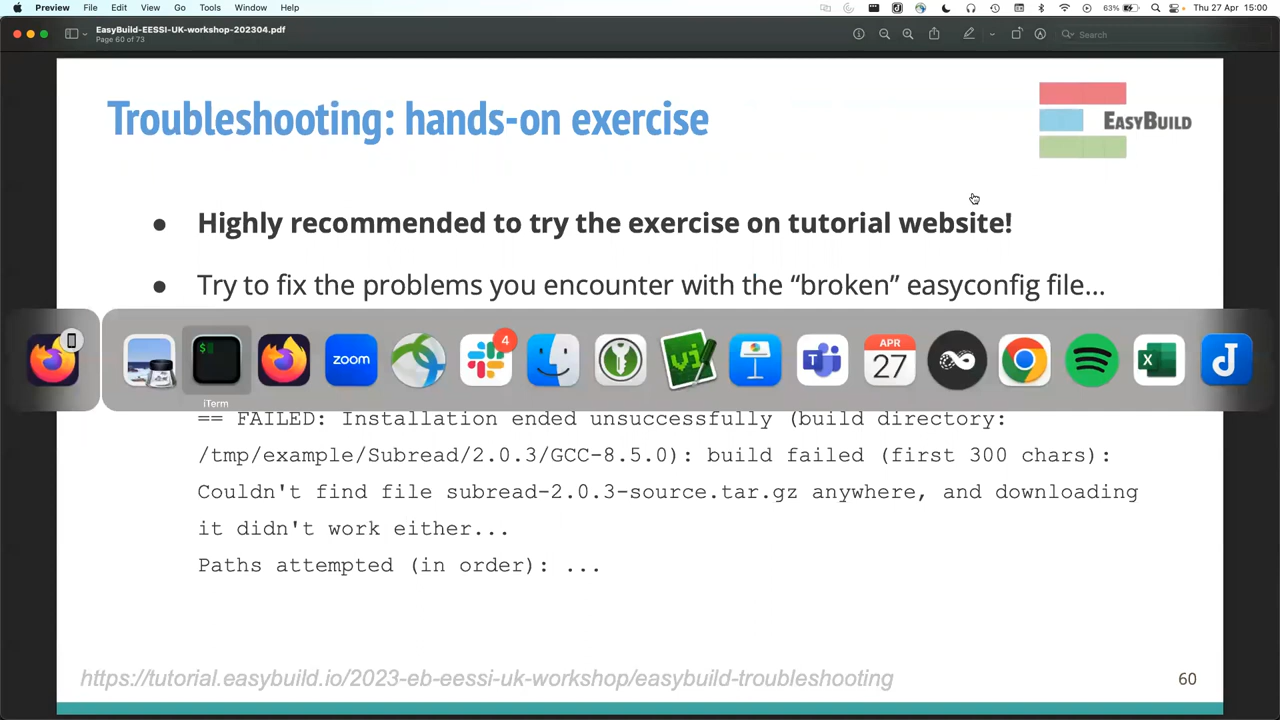 Preview File Edit View Go Tools Window Help 63% Thu 27 Apr 15:00
EasyBuild-EESSI-UK-workshop-202304.pdf
Page 60 of 73
Search
Troubleshooting: hands-on exercise
EASYBUILD
● Highly recommended to try the exercise on tutorial website!
● Try to fix the problems you encounter with the “broken” easyconfig file…
$
zoom
4
vi
APR
27
X
iTerm
== FAILED: Installation ended unsuccessfully (build directory:
/tmp/example/Subread/2.0.3/GCC-8.5.0): build failed (first 300 chars):
Couldn't find file subread-2.0.3-source.tar.gz anywhere, and downloading
it didn't work either...
Paths attempted (in order): ...
https://tutorial.easybuild.io/2023-eb-eessi-uk-workshop/easybuild-troubleshooting
60